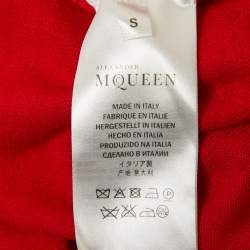 S
ALEXANDER
McQUEEN
MADE IN ITALY
FABRIQUÉ EN ITALIE
HERGESTELLT IN ITALIEN
HECHO EN ITALIA
PRODUZIDO NA ITALIA
СДЕЛАНО В ИТАЛИИ
イタリア製
产地 意大利